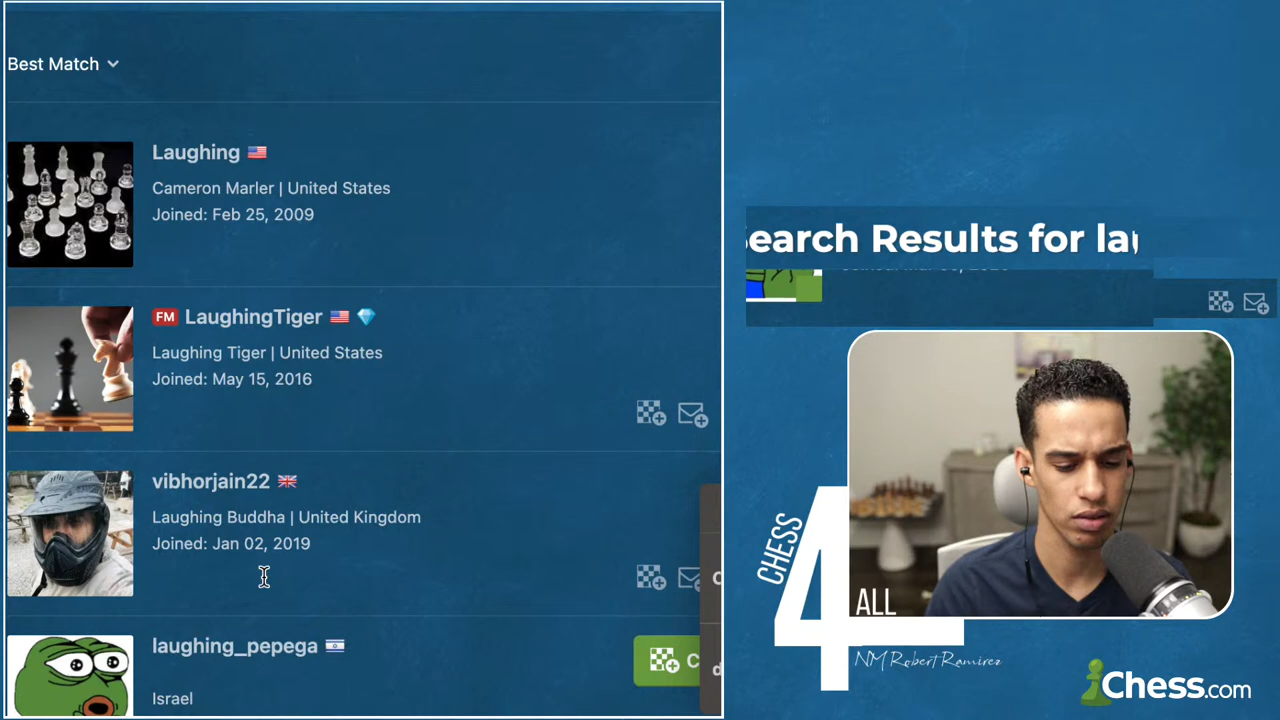 Best Match
Laughing
Cameron Marler | United States
Joined: Feb 25, 2009
FM LaughingTiger
Laughing Tiger | United States
Joined: May 15, 2016
vibhorjain22
Laughing Buddha | United Kingdom
Joined: Jan 02, 2019
laughing_pepega
Israel
C
d
earch Results for la
CHESS
4
ALL
NM Robert Ramirez
Chess.com